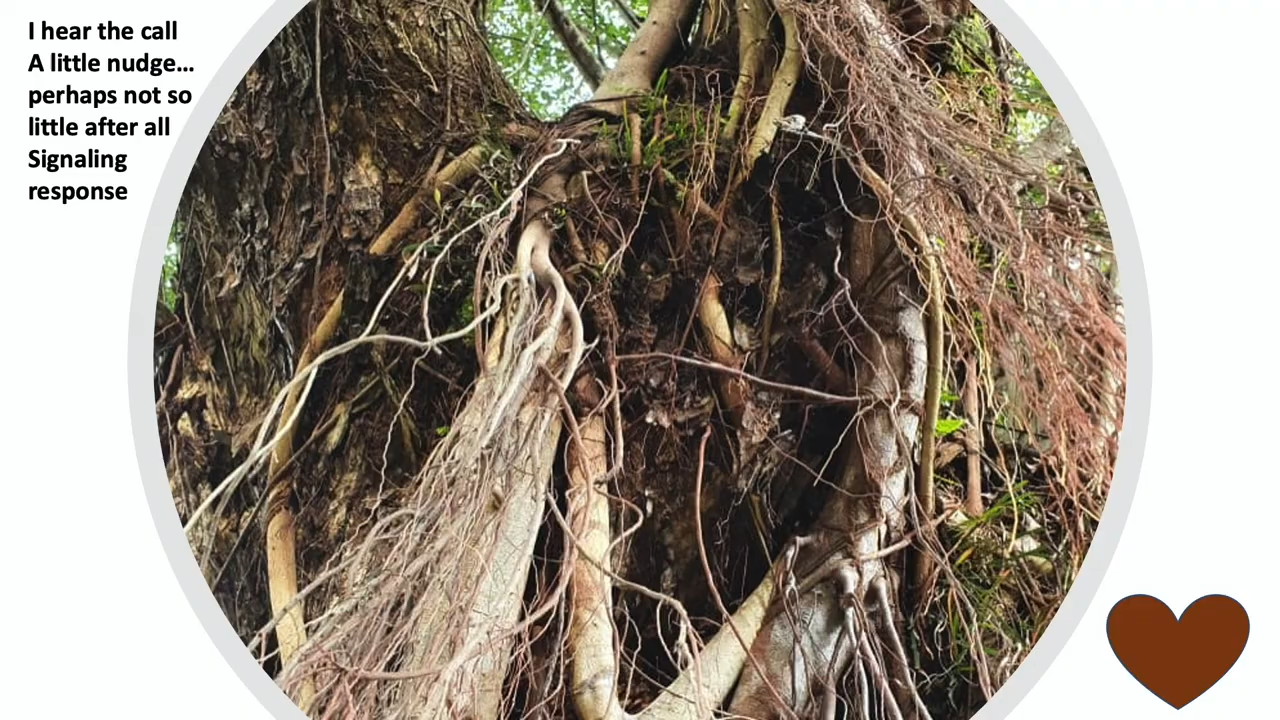 I hear the call
A little nudge…
perhaps not so
little after all
Signaling
response